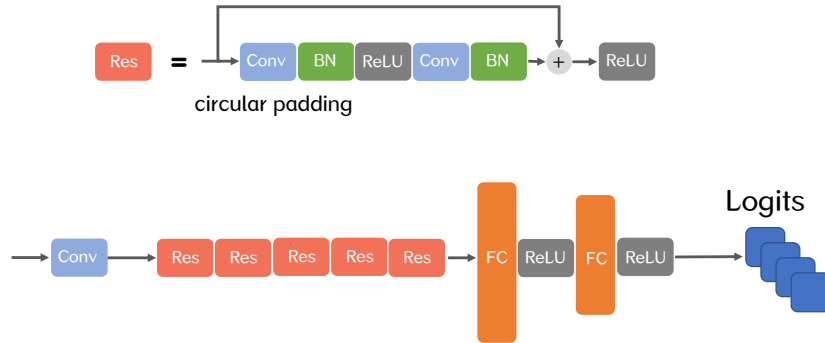 Res = Conv BN ReLU Conv BN + ReLU
circular padding
Logits
Conv Res Res Res Res Res FC ReLU FC ReLU